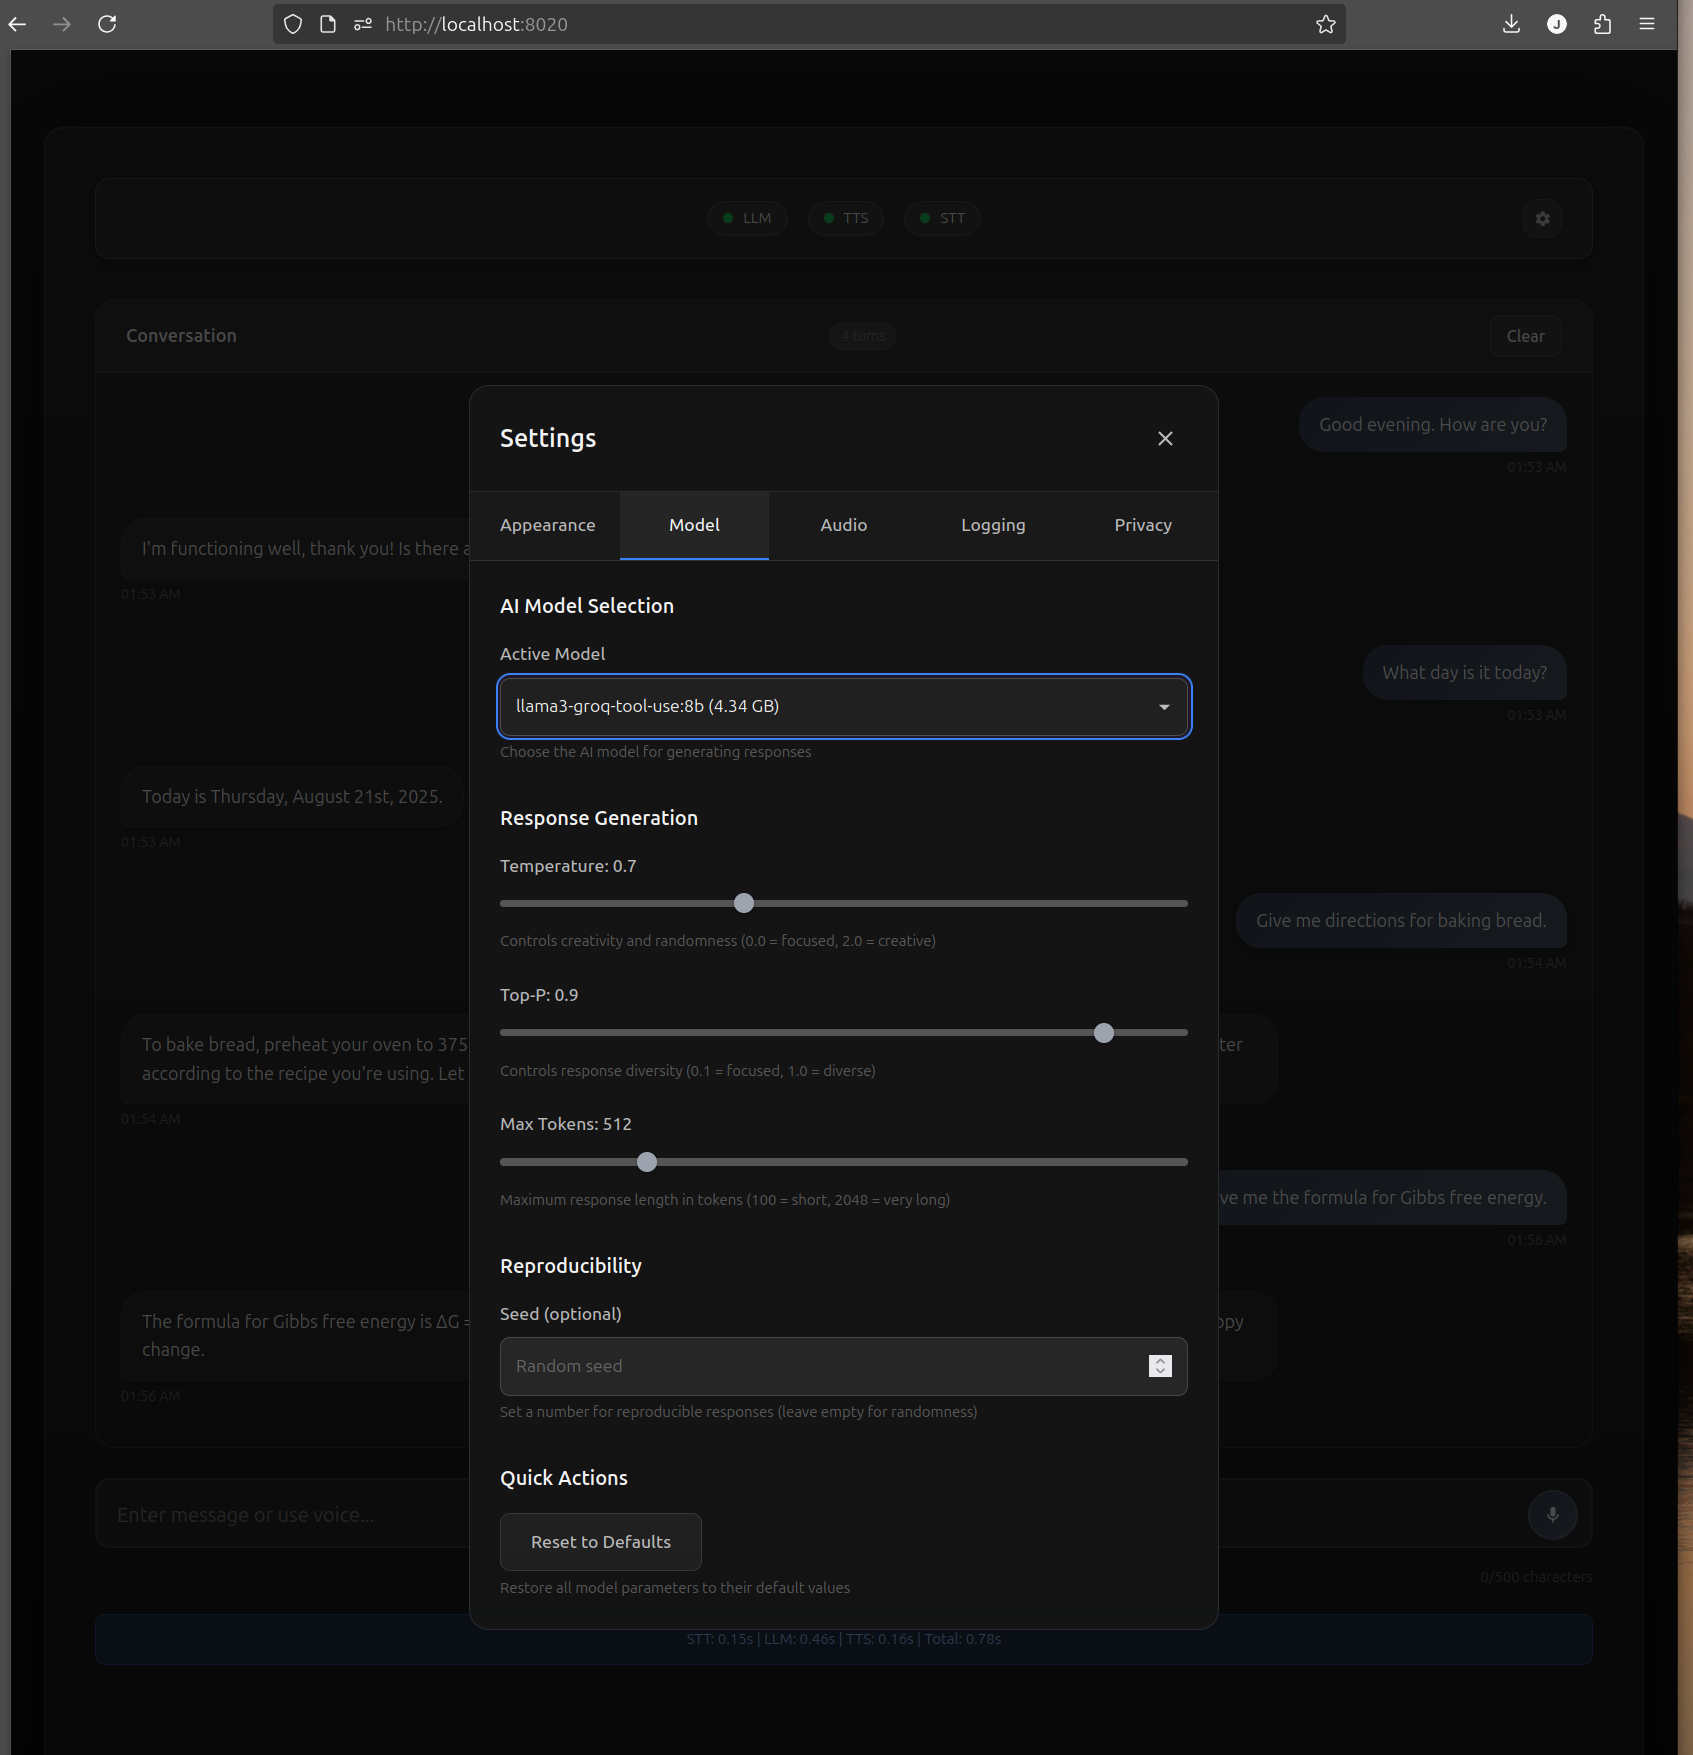 http://localhost:8020
J
LLM
TTS
STT
Conversation
4 turns
Clear
Good evening. How are you?
01:53 AM
I'm functioning well, thank you! Is there a
01:53 AM
What day is it today?
01:53 AM
Today is Thursday, August 21st, 2025.
01:53 AM
Give me directions for baking bread.
01:54 AM
To bake bread, preheat your oven to 375
ter
according to the recipe you're using. Let
01:54 AM
ve me the formula for Gibbs free energy.
01:56 AM
The formula for Gibbs free energy is ΔG =
opy
change.
01:56 AM
Settings
Appearance
Model
Audio
Logging
Privacy
AI Model Selection
Active Model
llama3-groq-tool-use:8b (4.34 GB)
Choose the AI model for generating responses
Response Generation
Temperature: 0.7
Controls creativity and randomness (0.0 = focused, 2.0 = creative)
Top-P: 0.9
Controls response diversity (0.1 = focused, 1.0 = diverse)
Max Tokens: 512
Maximum response length in tokens (100 = short, 2048 = very long)
Reproducibility
Seed (optional)
Random seed
Set a number for reproducible responses (leave empty for randomness)
Quick Actions
Reset to Defaults
Restore all model parameters to their default values
Enter message or use voice...
0/500 characters
STT: 0.15s | LLM: 0.46s | TTS: 0.16s | Total: 0.78s